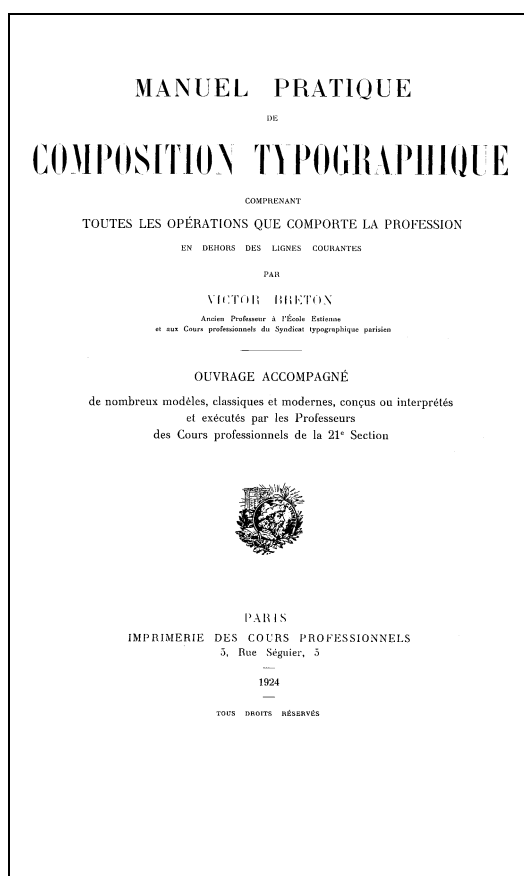 MANUEL PRATIQUE
DE
COMPOSITION TYPOGRAPHIQUE
COMPRENANT
TOUTES LES OPÉRATIONS QUE COMPORTE LA PROFESSION
EN DEHORS DES LIGNES COURANTES
PAR
VICTOR BRETON
Ancien Professeur à l'École Estienne
et aux Cours professionnels du Syndicat typographique parisien
OUVRAGE ACCOMPAGNÉ
de nombreux modèles, classiques et modernes, conçus ou interprétés
et exécutés par les Professeurs
des Cours professionnels de la 21e Section
PARIS
IMPRIMERIE DES COURS PROFESSIONNELS
3, Rue Séguier, 3
1924
TOUS DROITS RÉSERVÉS